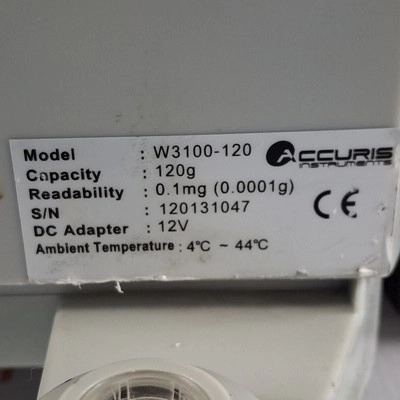 Model : W3100-120
ACCURIS
INSTRUMENTS
Capacity : 120g
Readability : 0.1mg (0.0001g)
S/N : 120131047
CE
DC Adapter : 12V
Ambient Temperature : 4℃ ~ 44℃